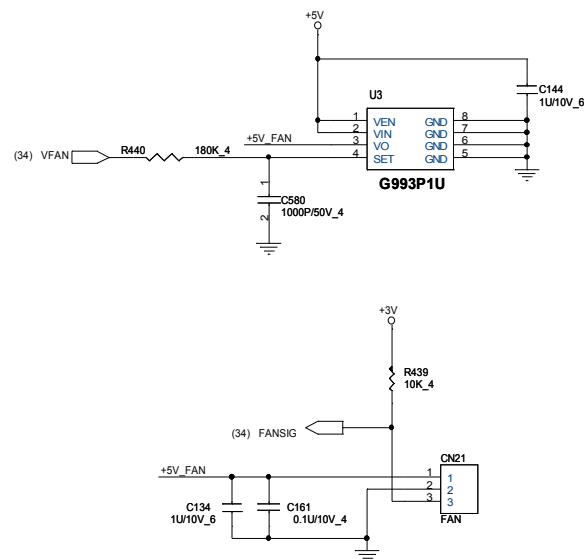 +5V
C144
1U/10V_6
U3
1 VEN GND 8
2 VIN GND 7
+5V_FAN 3 VO GND 6
(34) VFAN R440 180K_4 4 SET GND 5
G993P1U
1
C580
1000P/50V_4
2
+3V
R439
10K_4
(34) FANSIG
CN21
+5V_FAN 1 1
2 2
3 3
C134 C161 FAN
1U/10V_6 0.1U/10V_4